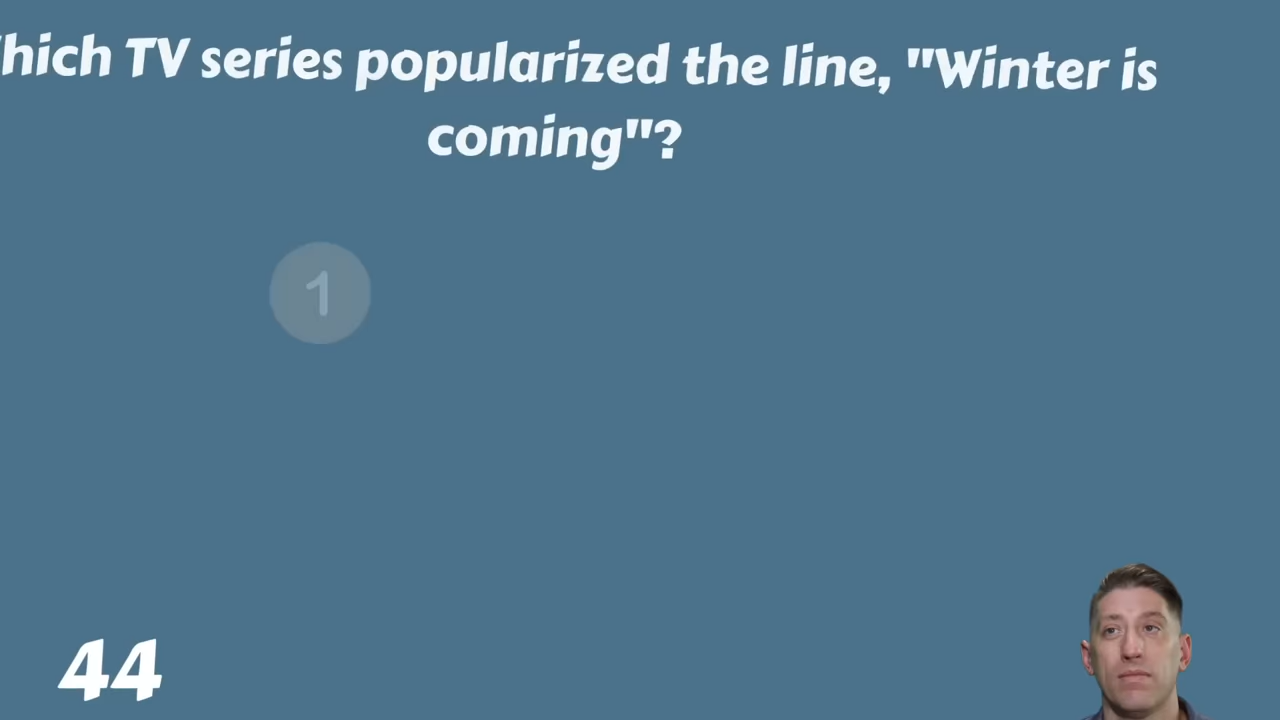 hich TV series popularized the line, "Winter is
coming"?
1
44